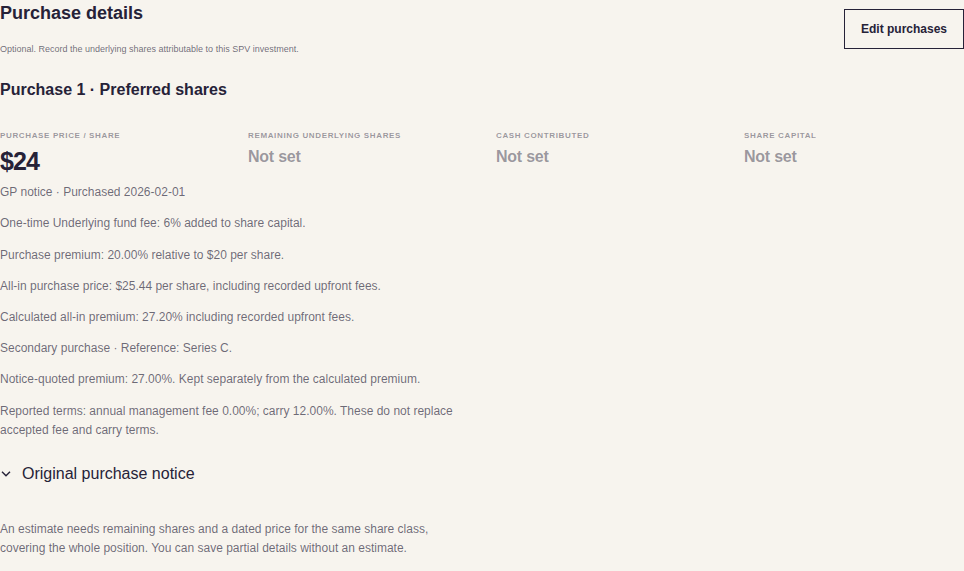 Purchase details
Edit purchases
Optional. Record the underlying shares attributable to this SPV investment.
Purchase 1 · Preferred shares
PURCHASE PRICE / SHARE
$24
REMAINING UNDERLYING SHARES
Not set
CASH CONTRIBUTED
Not set
SHARE CAPITAL
Not set
GP notice · Purchased 2026-02-01
One-time Underlying fund fee: 6% added to share capital.
Purchase premium: 20.00% relative to $20 per share.
All-in purchase price: $25.44 per share, including recorded upfront fees.
Calculated all-in premium: 27.20% including recorded upfront fees.
Secondary purchase · Reference: Series C.
Notice-quoted premium: 27.00%. Kept separately from the calculated premium.
Reported terms: annual management fee 0.00%; carry 12.00%. These do not replace
accepted fee and carry terms.
Original purchase notice
An estimate needs remaining shares and a dated price for the same share class,
covering the whole position. You can save partial details without an estimate.